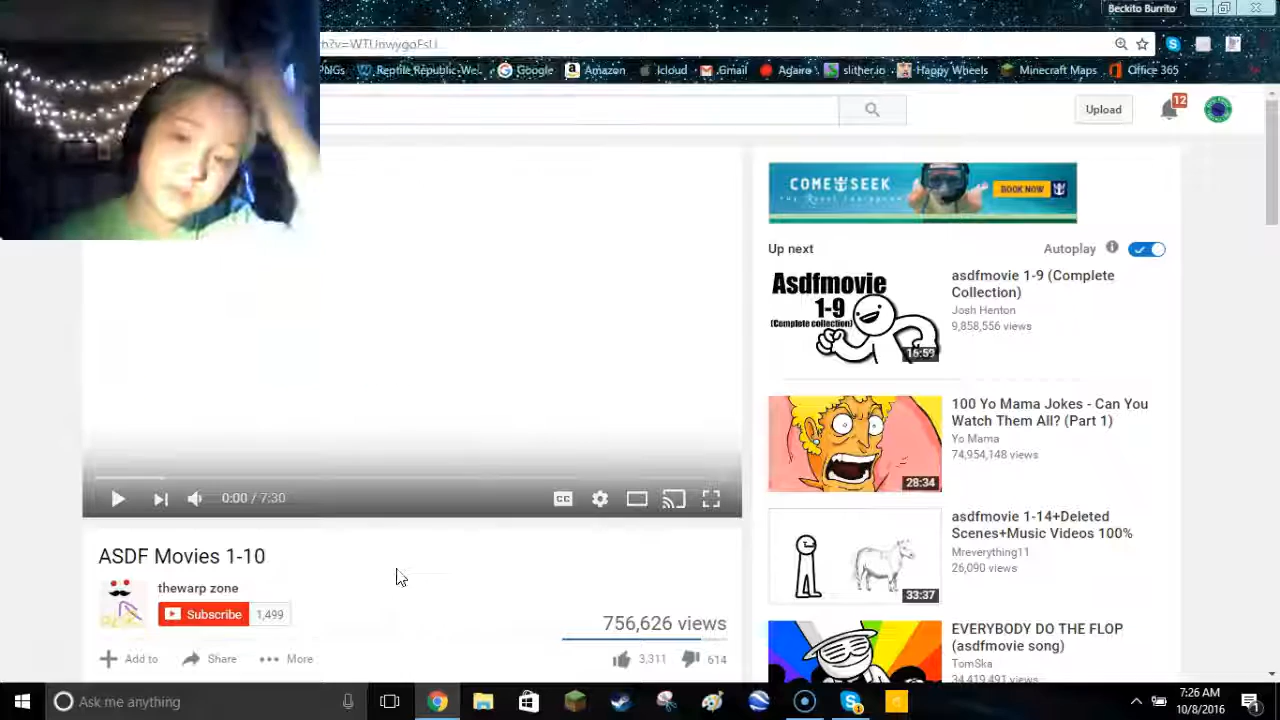 Beckito Burrito
PNGs
Reptile Republic-We...
Google
Amazon
Icloud
Gmail
Agario
slither.io
Happy Wheels
Minecraft Maps
Office 365
Upload
12
COME SEEK
BOOK NOW
Up next
Autoplay
Asdfmovie
1-9
(Complete collection)
16:59
asdfmovie 1-9 (Complete
Collection)
Josh Henton
9,858,556 views
28:34
100 Yo Mama Jokes - Can You
Watch Them All? (Part 1)
Yo Mama
74,954,148 views
0:00 / 7:30
CC
33:37
asdfmovie 1-14+Deleted
Scenes+Music Videos 100%
Mreverything11
26,090 views
ASDF Movies 1-10
thewarp zone
Subscribe
1,499
756,626 views
EVERYBODY DO THE FLOP
(asdfmovie song)
TomSka
34,419,491 views
Add to
Share
More
3,311
614
Ask me anything
7:26 AM
10/8/2016